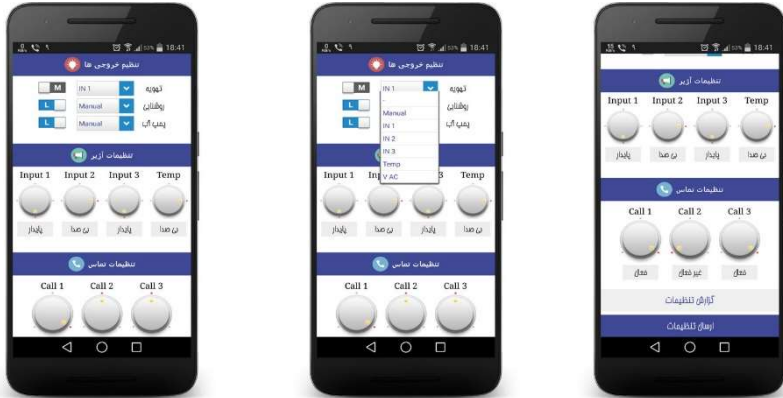 18:41
تنظیم خروجی ها
M IN 1 تهویه
L Manual روشنایی
L Manual پمپ آب
تنظیمات آژیر
Input 1 Input 2 Input 3 Temp
پایدار بی صدا پایدار بی صدا
تنظیمات تماس
Call 1 Call 2 Call 3
18:41
تنظیم خروجی ها
M IN 1 تهویه
L روشنایی
L پمپ آب
-
Manual
IN 1
IN 2
IN 3
Temp
V AC
Input 1 3 Temp
پایدار بی صدا پایدار بی صدا
تنظیمات تماس
Call 1 Call 2 Call 3
18:41
تنظیمات آژیر
Input 1 Input 2 Input 3 Temp
پایدار بی صدا پایدار بی صدا
تنظیمات تماس
Call 1 Call 2 Call 3
فعال غیر فعال فعال
گزارش تنظیمات
ارسال تنظیمات